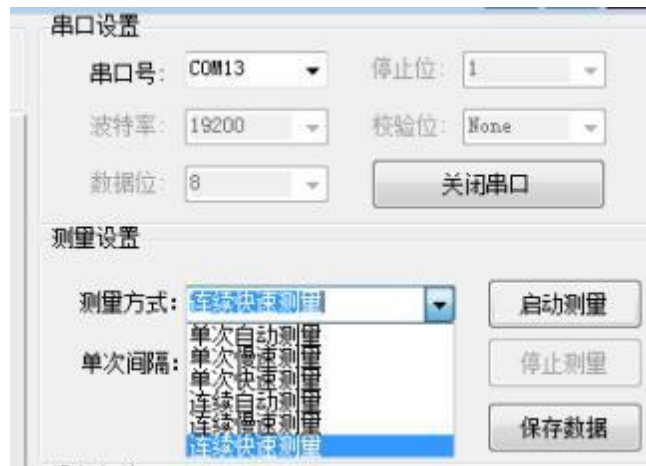 串口设置
串口号: COM13 停止位: 1
波特率: 19200 校验位: None
数据位: 8 关闭串口
测量设置
测量方式: 连续快速测量 启动测量
单次自动测量
单次慢速测量
单次间隔: 单次快速测量 停止测量
连续自动测量
连续慢速测量 保存数据
连续快速测量